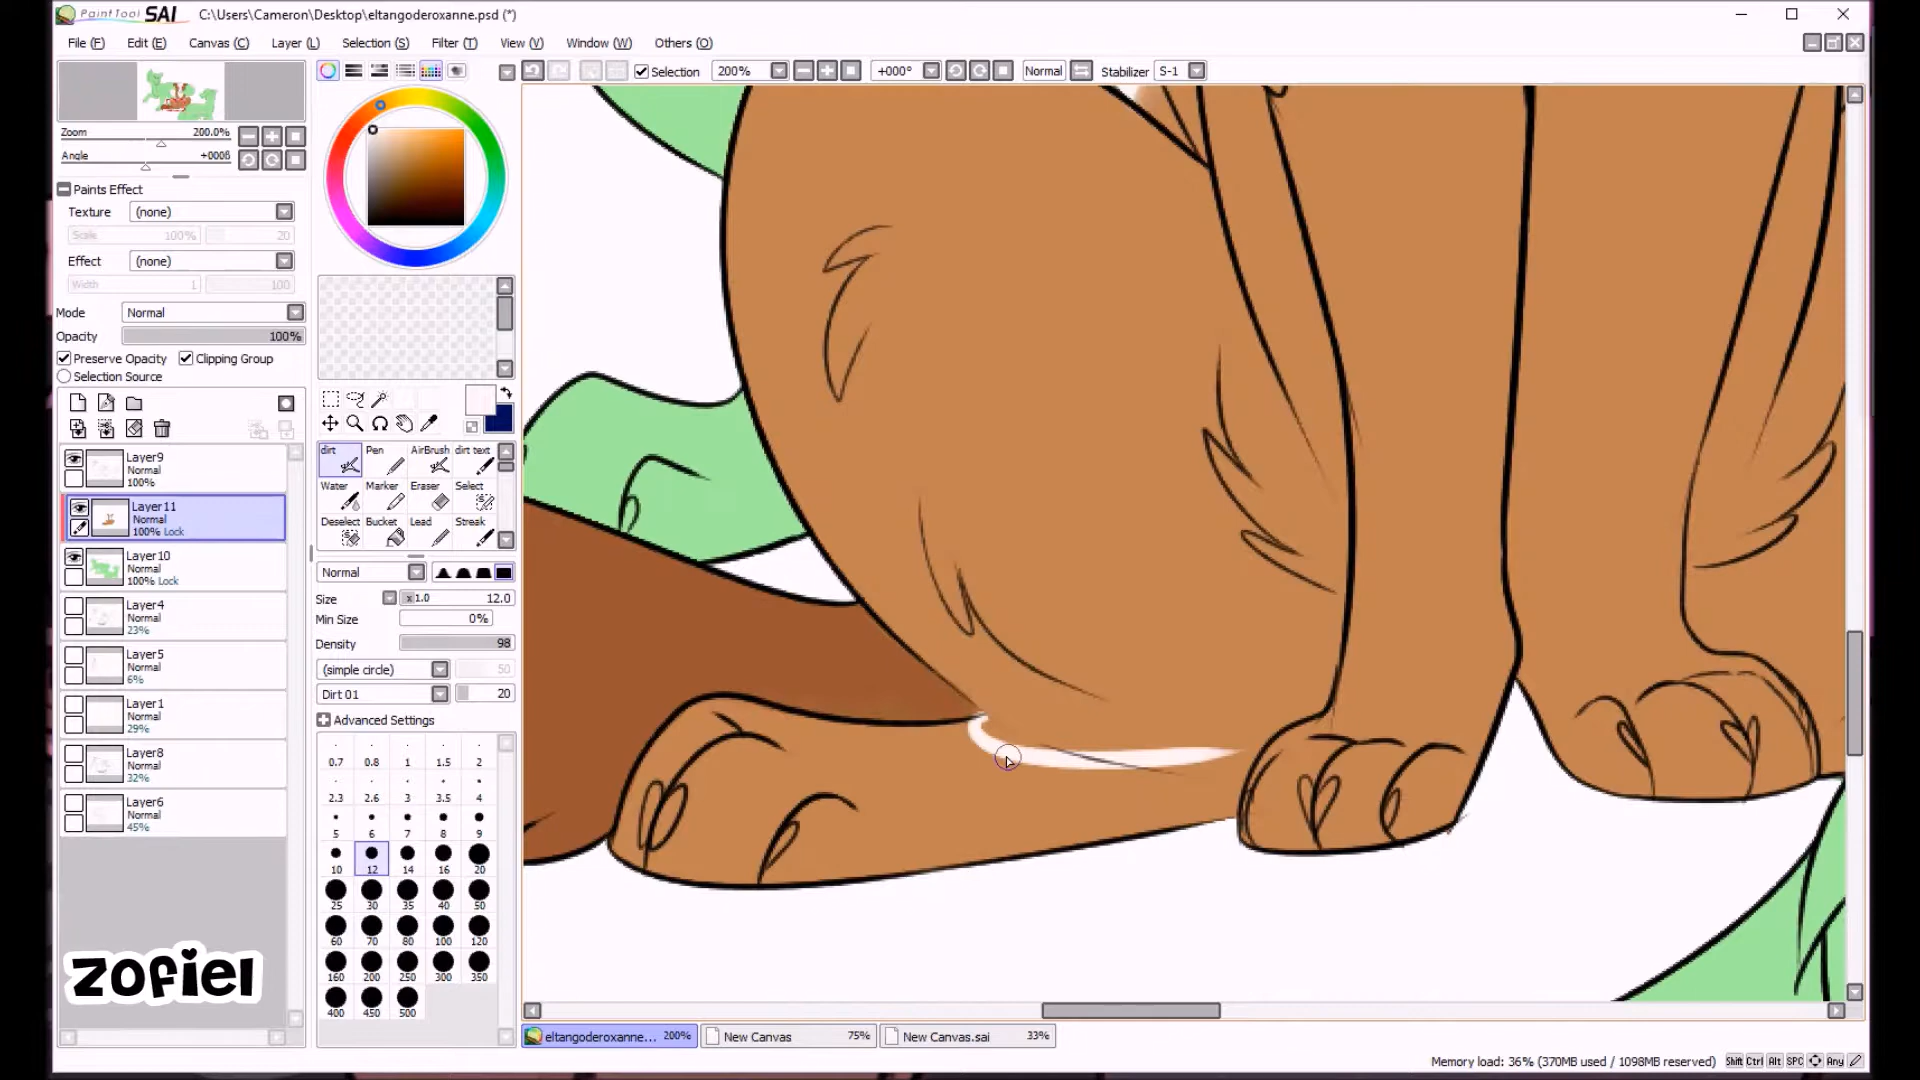 PaintTool SAI C:\Users\Cameron\Desktop\eltangoderoxanne.psd (*)
File (F) Edit (E) Canvas (C) Layer (L) Selection (S) Filter (T) View (V) Window (W) Others (O)
Selection 200% +000° Normal Stabilizer S-1
Zoom 200.0%
Angle +000ß
Paints Effect
Texture (none)
Scale 100% 20
Effect (none)
Width 1 100
Mode Normal
Opacity 100%
Preserve Opacity Clipping Group
Selection Source
Layer9
Normal
100%
Layer11
Normal
100% Lock
Layer10
Normal
100% Lock
Layer4
Normal
23%
Layer5
Normal
6%
Layer1
Normal
29%
Layer8
Normal
32%
Layer6
Normal
45%
zofiel
dirt Pen AirBrush dirt text
Water Marker Eraser Select
Deselect Bucket Lead Streak
Normal
Size x1.0 12.0
Min Size 0%
Density 98
(simple circle) 50
Dirt 01 20
Advanced Settings
0.7 0.8 1 1.5 2
2.3 2.6 3 3.5 4
5 6 7 8 9
10 12 14 16 20
25 30 35 40 50
60 70 80 100 120
160 200 250 300 350
400 450 500
eltangoderoxanne... 200% New Canvas 75% New Canvas.sai 33%
Memory load: 36% (370MB used / 1098MB reserved) Shift Ctrl Alt SPC Any